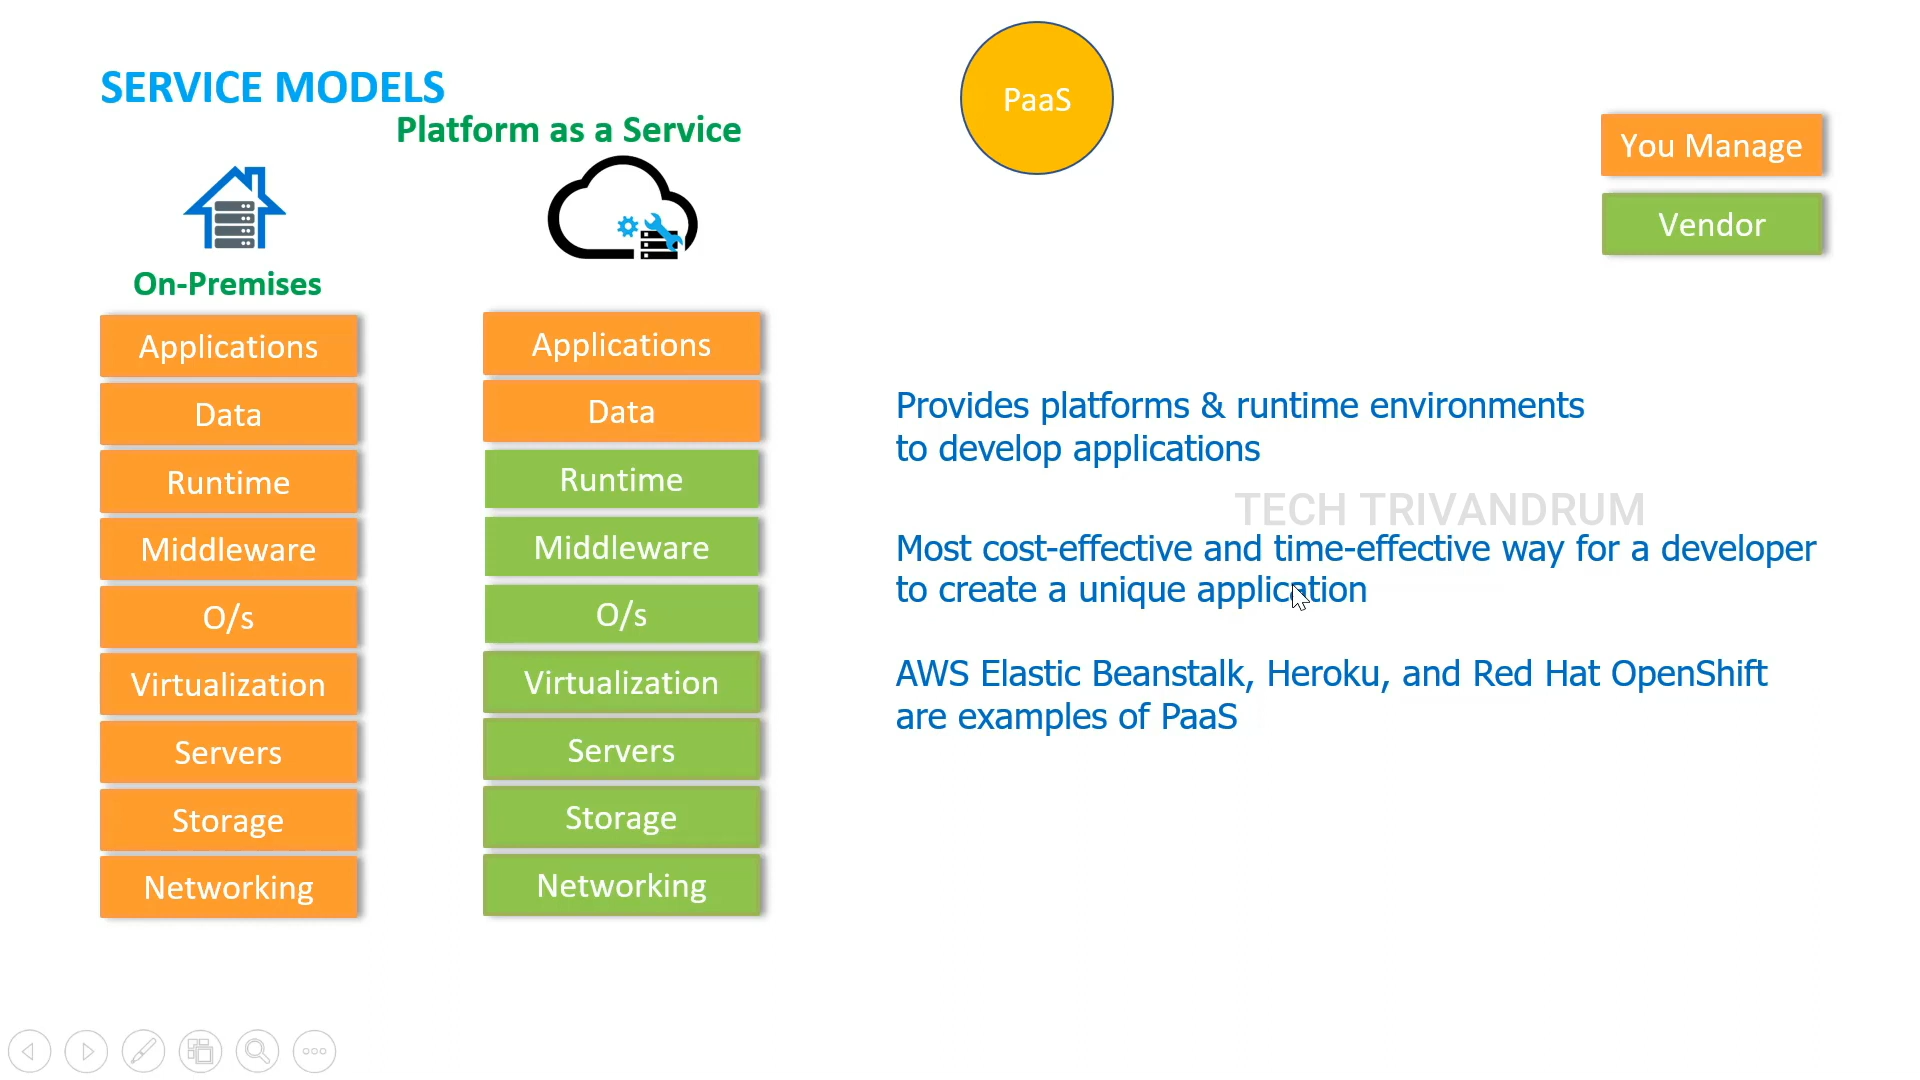 SERVICE MODELS
Platform as a Service
PaaS
You Manage
Vendor
On-Premises
Applications
Data
Runtime
Middleware
O/s
Virtualization
Servers
Storage
Networking
Applications
Data
Runtime
Middleware
O/s
Virtualization
Servers
Storage
Networking
Provides platforms & runtime environments
to develop applications
TECH TRIVANDRUM
Most cost-effective and time-effective way for a developer
to create a unique application
AWS Elastic Beanstalk, Heroku, and Red Hat OpenShift
are examples of PaaS